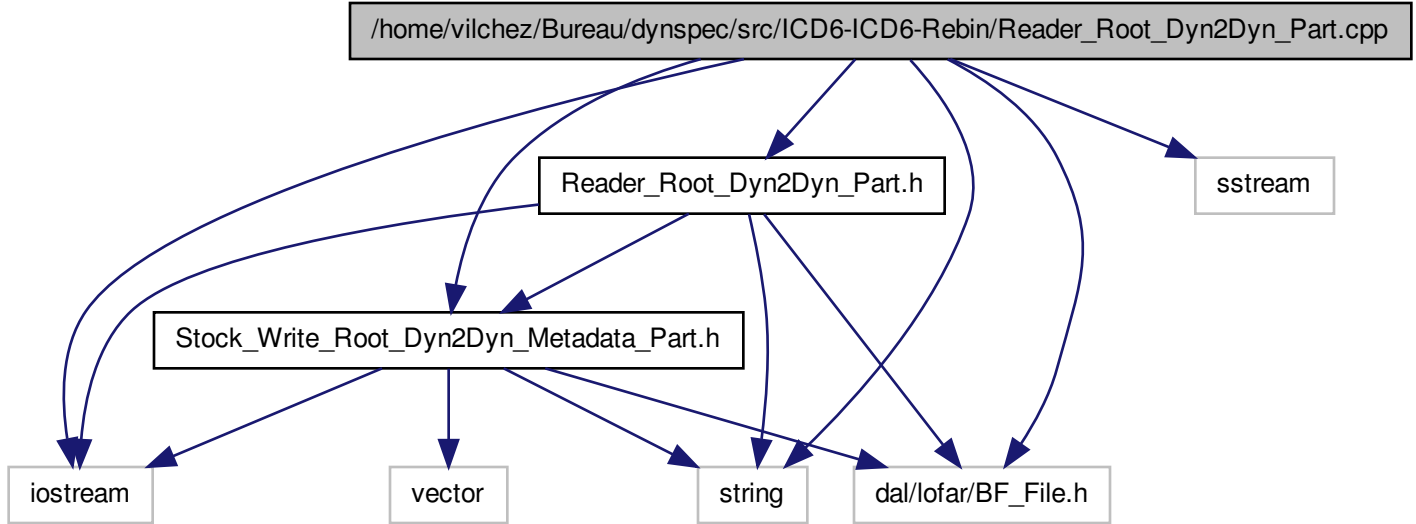 /home/vilchez/Bureau/dynspec/src/ICD6-ICD6-Rebin/Reader_Root_Dyn2Dyn_Part.cpp
Reader_Root_Dyn2Dyn_Part.h
sstream
Stock_Write_Root_Dyn2Dyn_Metadata_Part.h
iostream
vector
string
dal/lofar/BF_File.h